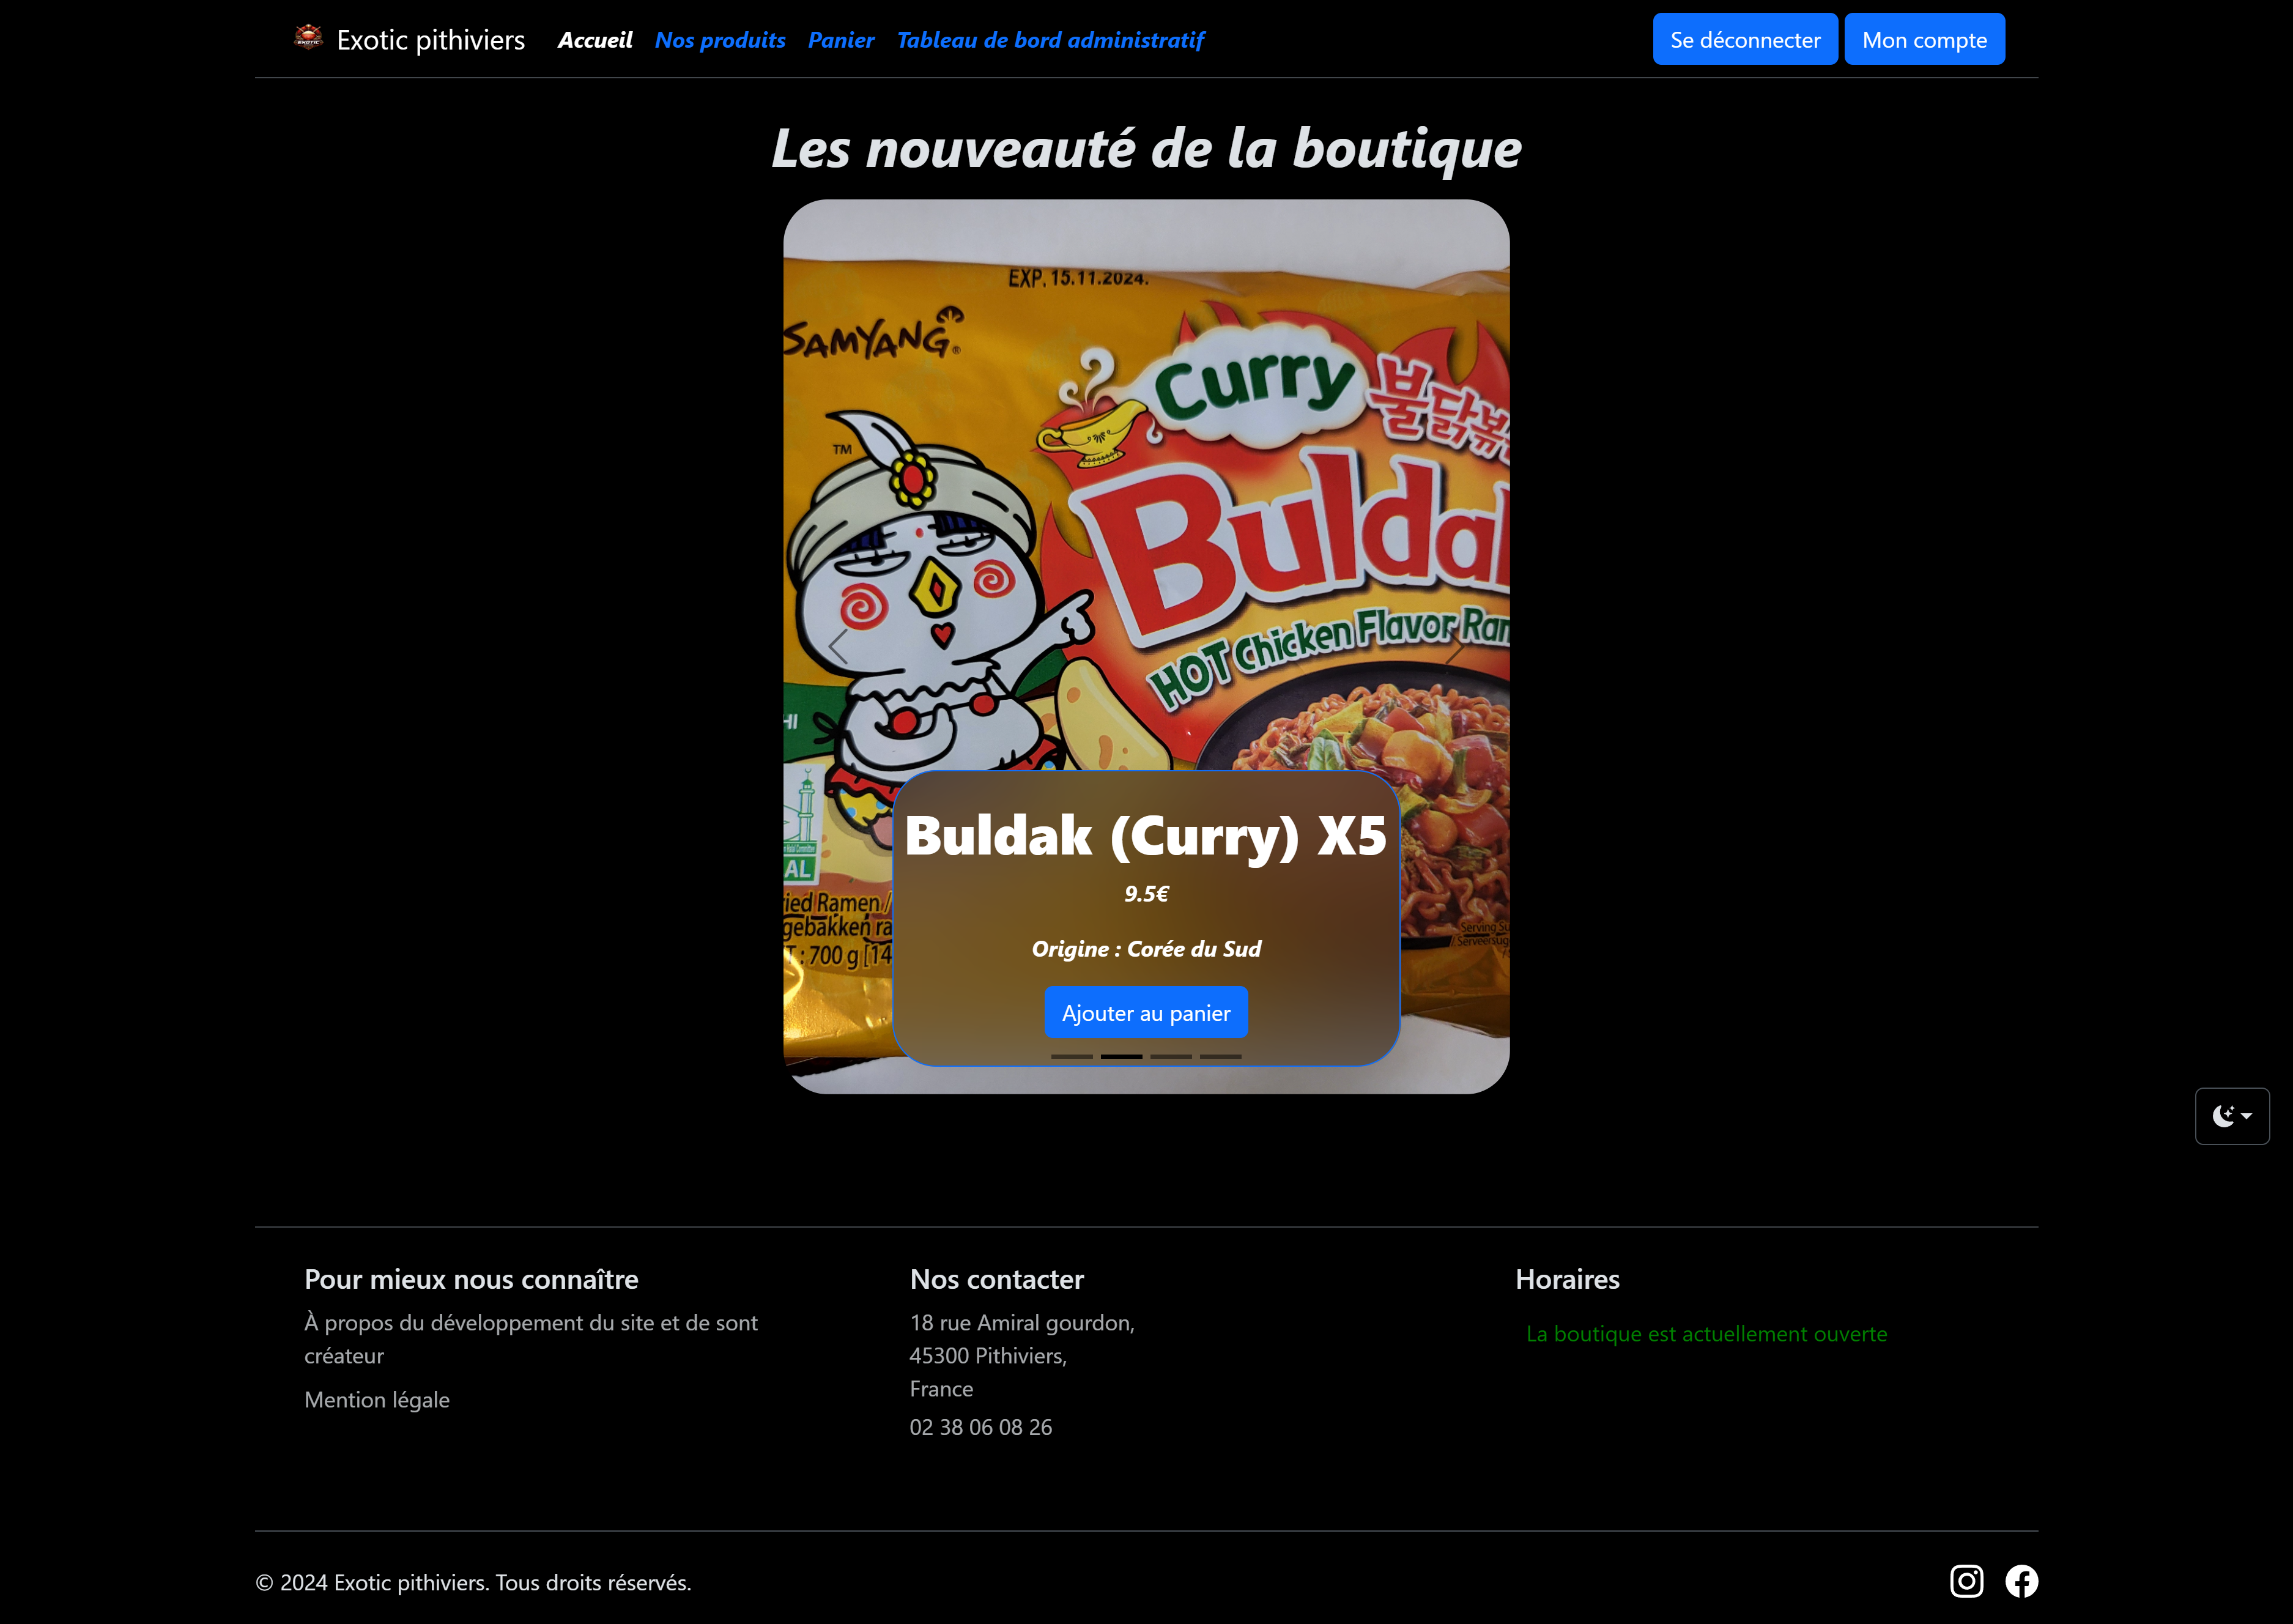 EXOTIC
Exotic pithiviers
Accueil
Nos produits
Panier
Tableau de bord administratif
Se déconnecter
Mon compte
Les nouveauté de la boutique
EXP. 15.11.2024.
SAMYANG®
Curry
불닭볶
TM
Buldak
HOT Chicken Flavor Ram
HI
AL
ried Ramen /
gebakken ra
T : 700 g [14
Serving Su
Buldak (Curry) X5
9.5€
Origine : Corée du Sud
Ajouter au panier
Pour mieux nous connaître
À propos du développement du site et de sont
créateur
Mention légale
Nos contacter
18 rue Amiral gourdon,
45300 Pithiviers,
France
02 38 06 08 26
Horaires
La boutique est actuellement ouverte
© 2024 Exotic pithiviers. Tous droits réservés.